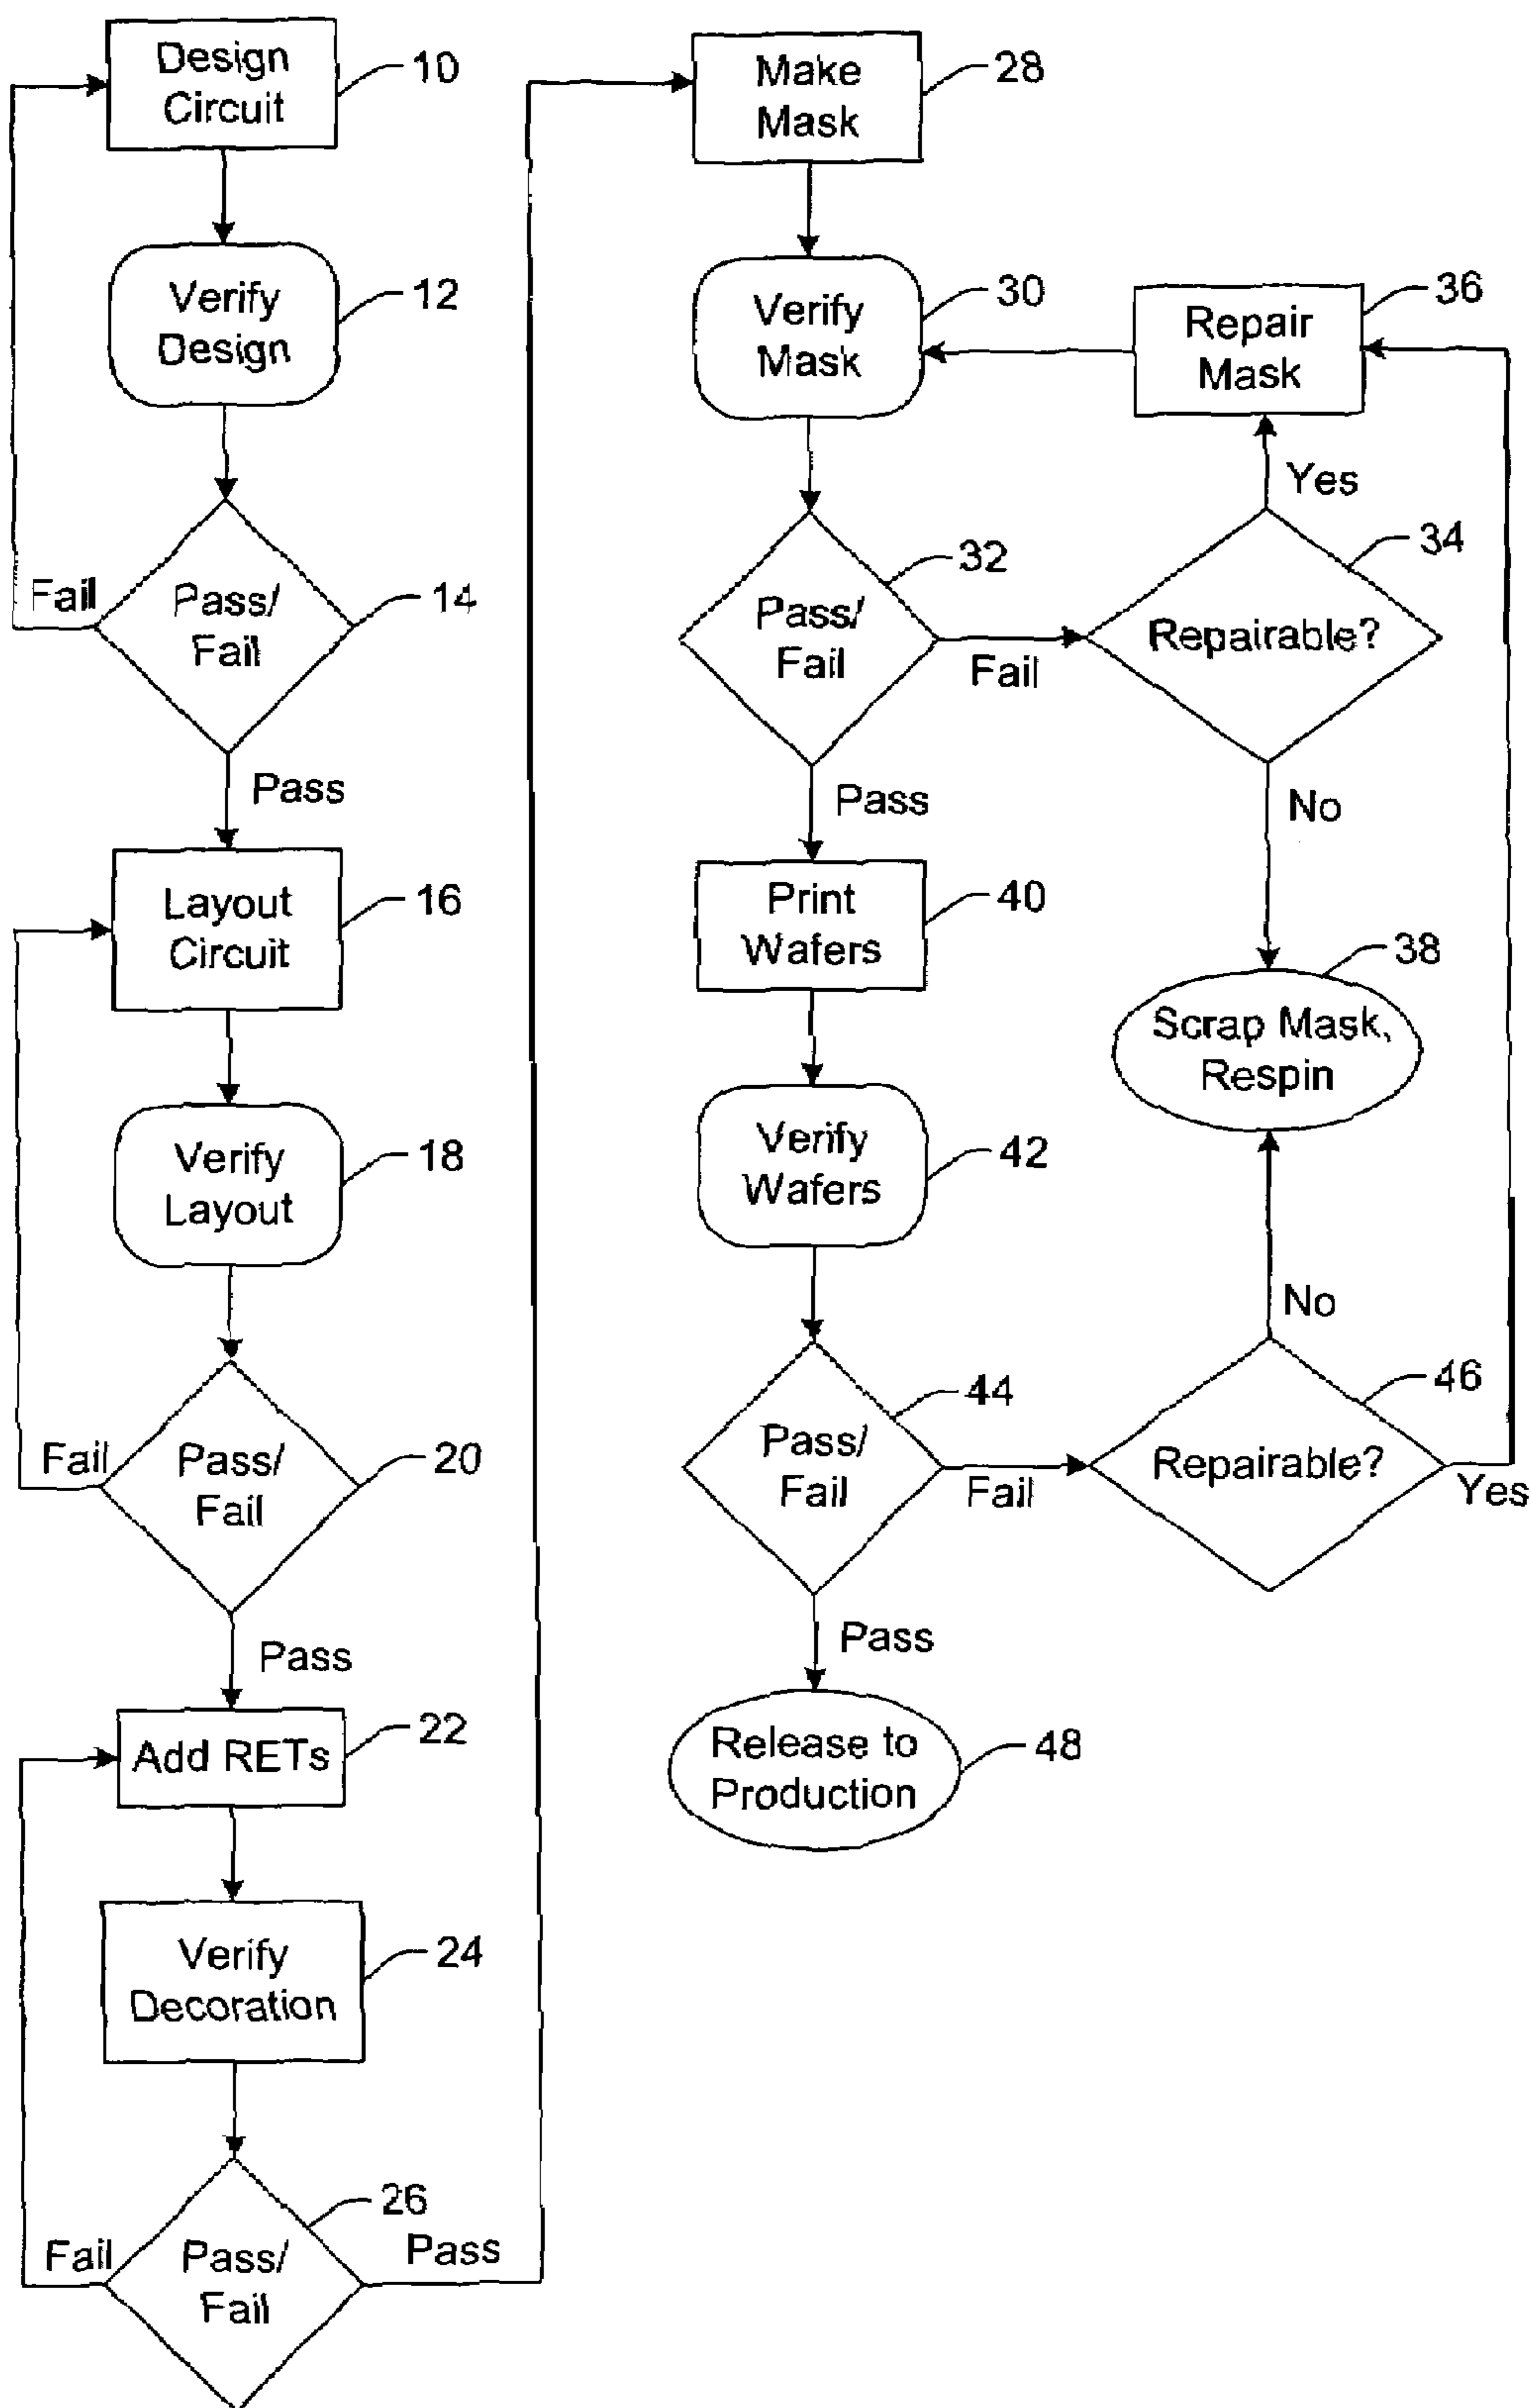 Design
Circuit
10
Verify
Design
12
Pass/
Fail
14
Fail
Pass
Layout
Circuit
16
Verify
Layout
18
Pass/
Fail
20
Fail
Pass
Add RETs
22
Verify
Decoration
24
Pass/
Fail
26
Fail
Pass
Make
Mask
28
Verify
Mask
30
Repair
Mask
36
Yes
Pass/
Fail
32
Fail
Repairable?
34
Pass
No
Print
Wafers
40
Scrap Mask,
Respin
38
Verify
Wafers
42
No
Pass/
Fail
44
Fail
Repairable?
46
Yes
Pass
Release to
Production
48